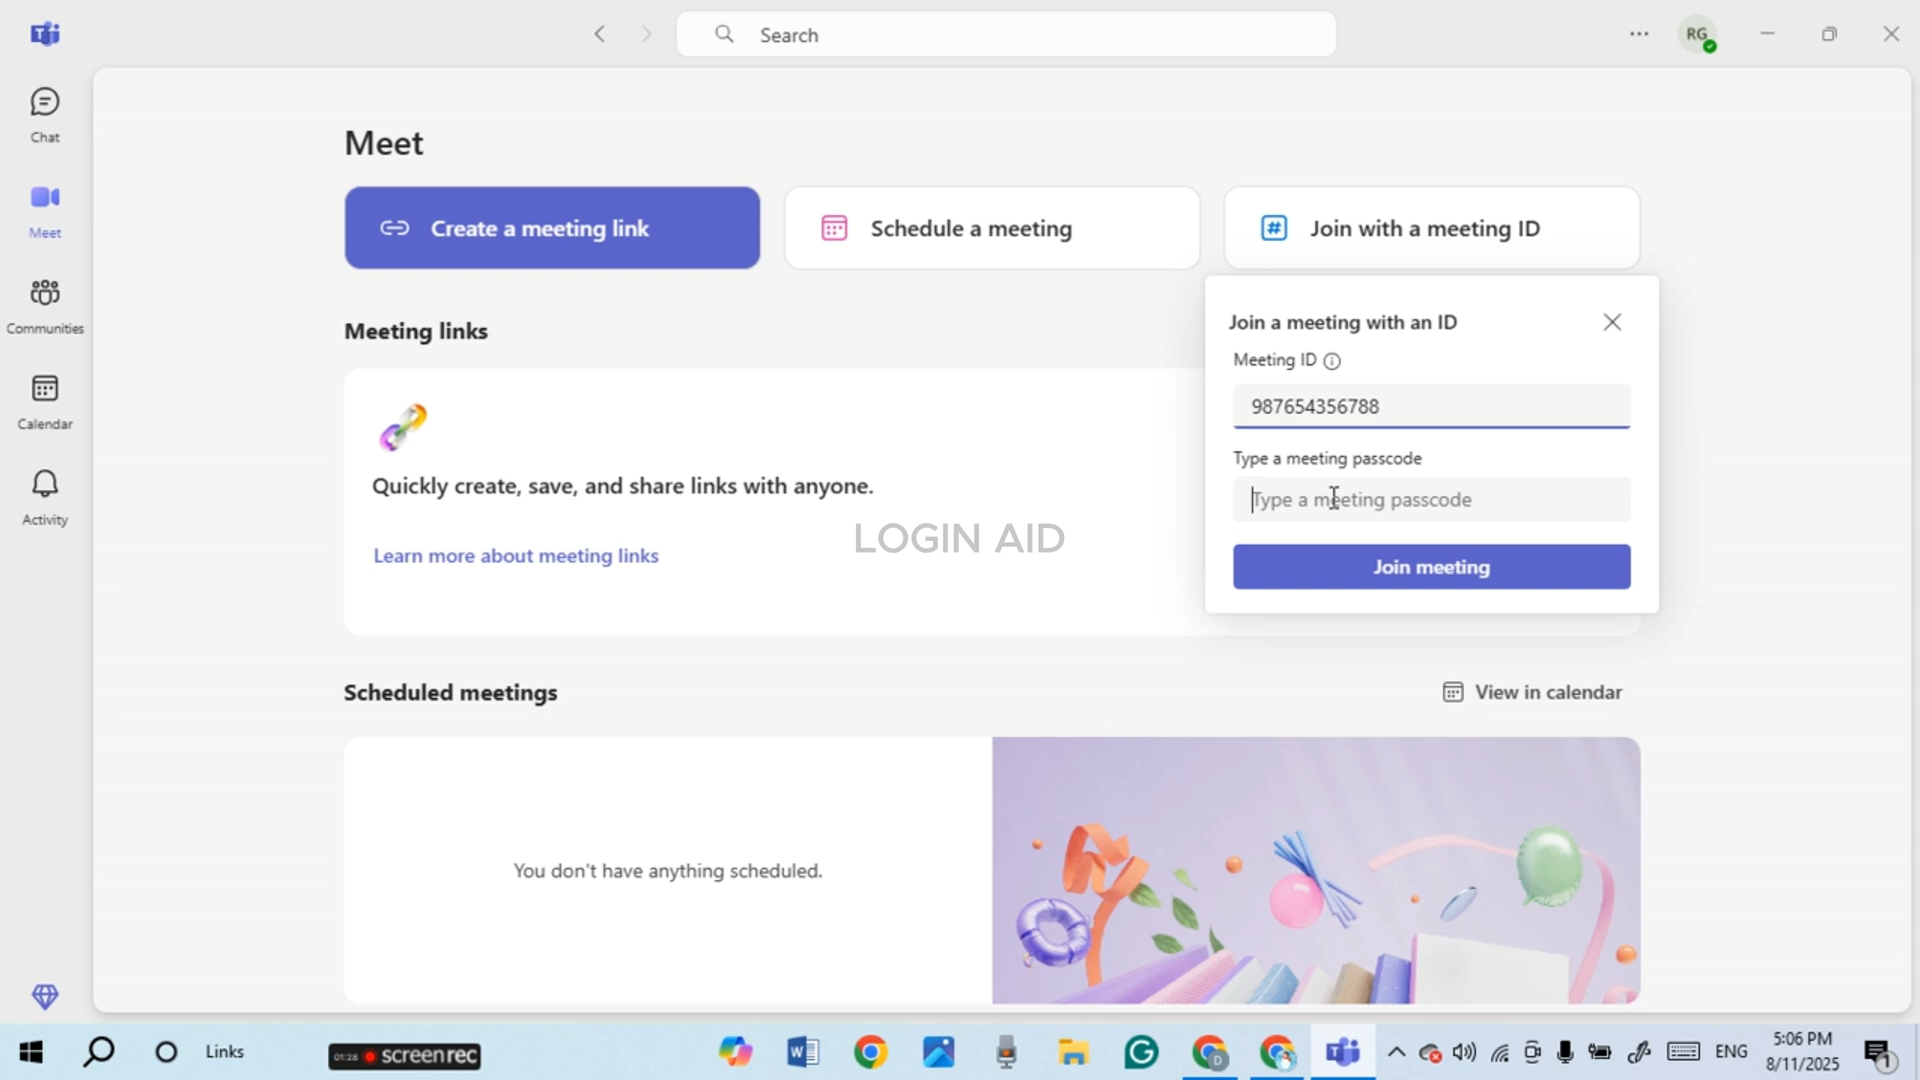 Search
RG
Chat
Meet
Communities
Calendar
Activity
Meet
Create a meeting link
Schedule a meeting
Join with a meeting ID
Meeting links
Quickly create, save, and share links with anyone.
Learn more about meeting links
Join a meeting with an ID
Meeting ID
987654356788
Type a meeting passcode
Type a meeting passcode
Join meeting
LOGIN AID
Scheduled meetings
View in calendar
You don't have anything scheduled.
Links
01:28 screenrec
ENG
5:06 PM
8/11/2025
1